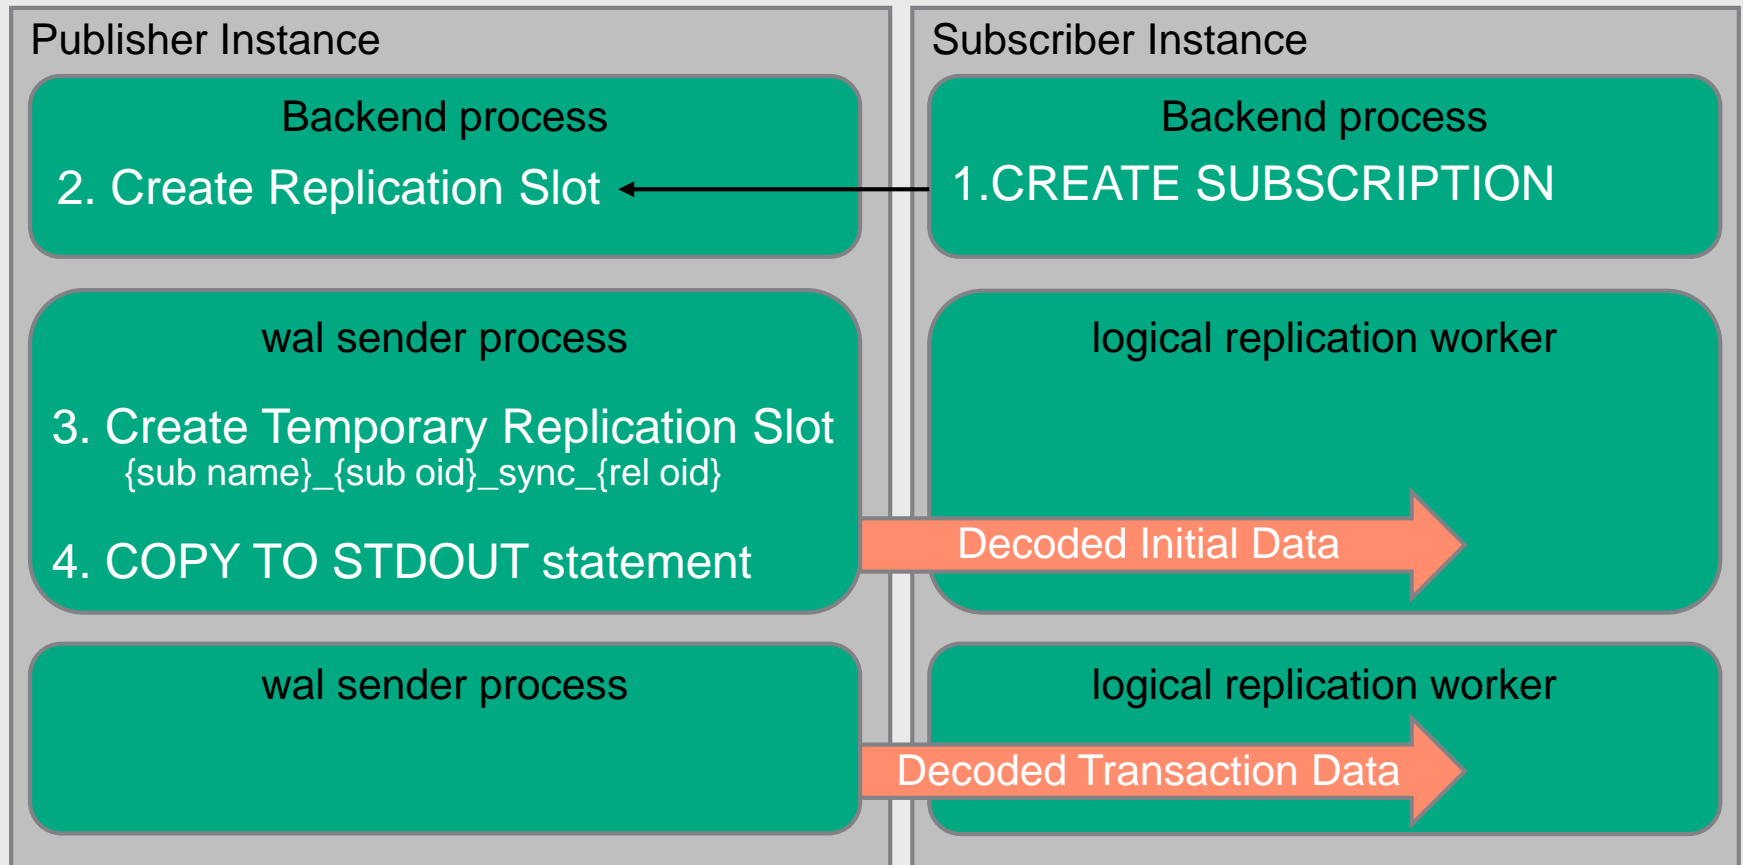 Publisher Instance
Backend process
2. Create Replication Slot
wal sender process
3. Create Temporary Replication Slot
{sub name}_{sub oid}_sync_{rel oid}
4. COPY TO STDOUT statement
wal sender process
Subscriber Instance
Backend process
1.CREATE SUBSCRIPTION
logical replication worker
Decoded Initial Data
logical replication worker
Decoded Transaction Data